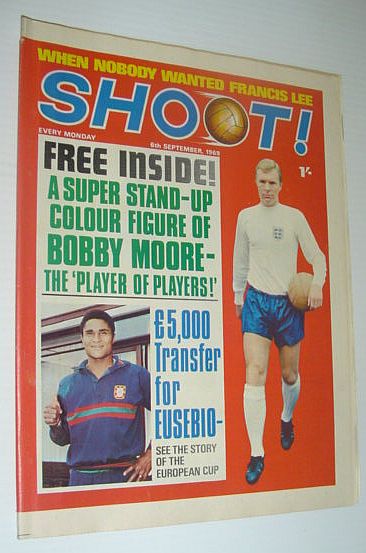 WHEN NOBODY WANTED FRANCIS LEE
SHOOT!
EVERY MONDAY
6th SEPTEMBER, 1969
1/-
FREE INSIDE!
A SUPER STAND-UP
COLOUR FIGURE OF
BOBBY MOORE-
THE 'PLAYER OF PLAYERS!'
£5,000
Transfer
for
EUSEBIO-
SEE THE STORY
OF THE
EUROPEAN CUP